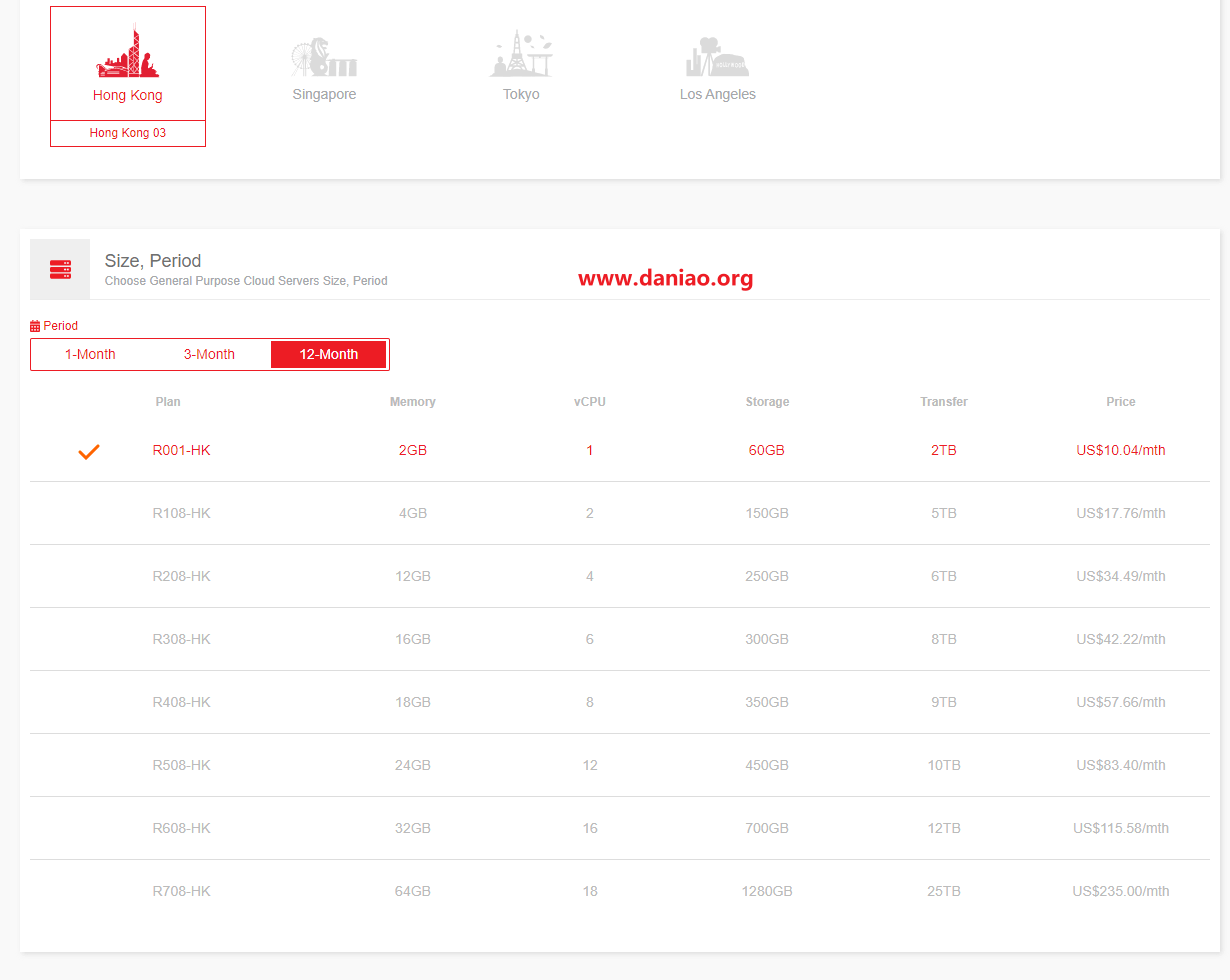 Hong Kong
Singapore
Tokyo
Los Angeles
Hong Kong 03
Size, Period
Choose General Purpose Cloud Servers Size, Period
www.daniao.org
Period
1-Month 3-Month 12-Month
Plan Memory vCPU Storage Transfer Price
R001-HK 2GB 1 60GB 2TB US$10.04/mth
R108-HK 4GB 2 150GB 5TB US$17.76/mth
R208-HK 12GB 4 250GB 6TB US$34.49/mth
R308-HK 16GB 6 300GB 8TB US$42.22/mth
R408-HK 18GB 8 350GB 9TB US$57.66/mth
R508-HK 24GB 12 450GB 10TB US$83.40/mth
R608-HK 32GB 16 700GB 12TB US$115.58/mth
R708-HK 64GB 18 1280GB 25TB US$235.00/mth